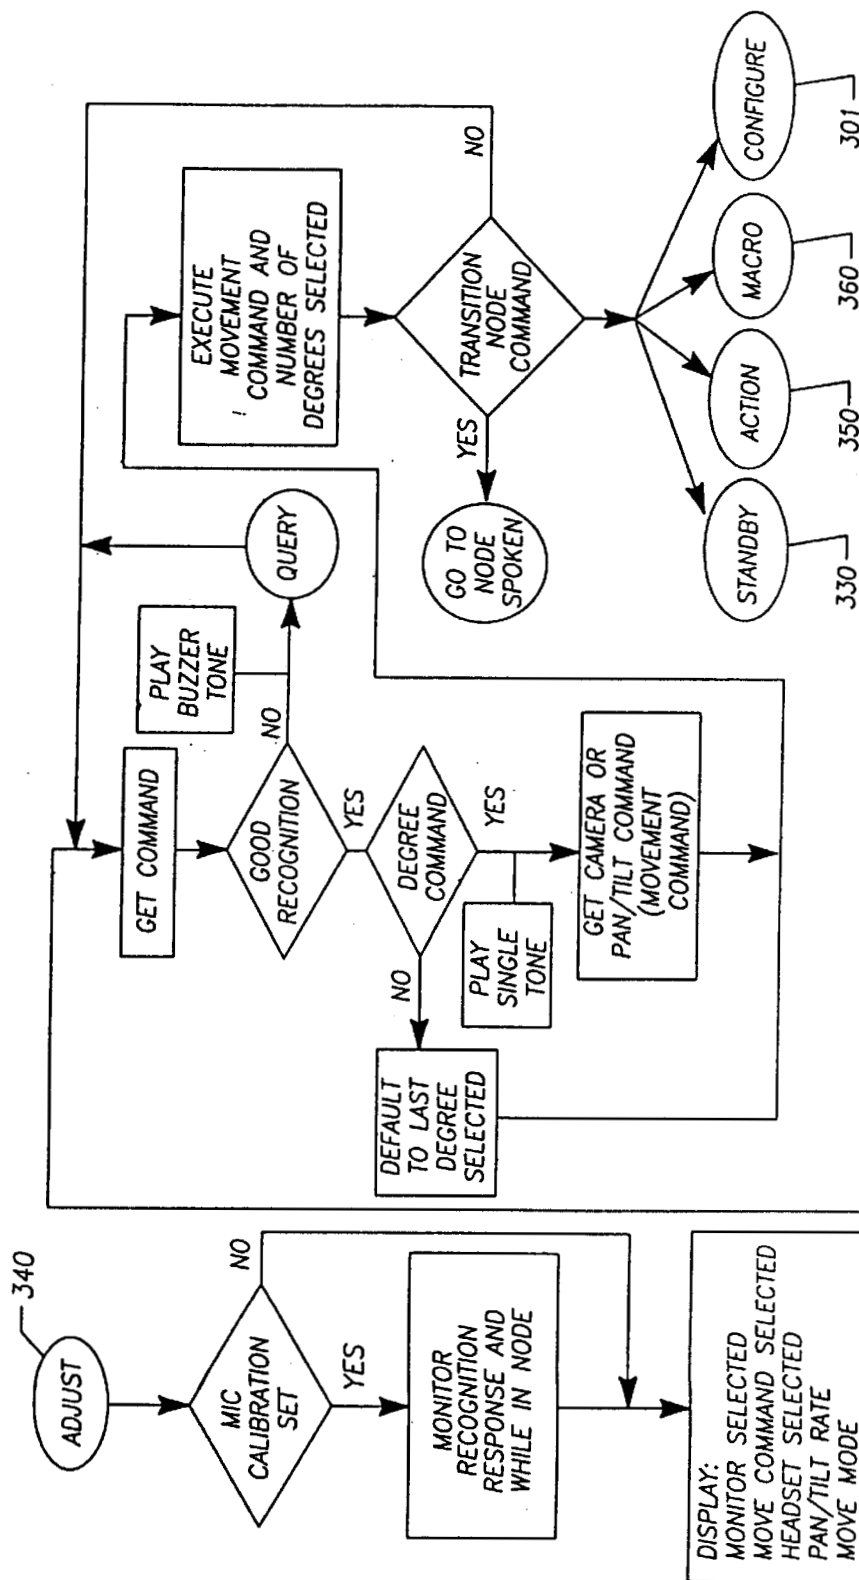 ADJUST
340
MIC
CALIBRATION
SET
NO
YES
MONITOR
RECOGNITION
RESPONSE AND
WHILE IN NODE
DISPLAY:
MONITOR SELECTED
MOVE COMMAND SELECTED
HEADSET SELECTED
PAN/TILT RATE
MOVE MODE
GET COMMAND
GOOD
RECOGNITION
NO
PLAY
BUZZER
TONE
QUERY
YES
DEGREE
COMMAND
NO
DEFAULT
TO LAST
DEGREE
SELECTED
YES
PLAY
SINGLE
TONE
GET CAMERA OR
PAN/TILT COMMAND
(MOVEMENT
COMMAND)
EXECUTE
MOVEMENT
COMMAND AND
NUMBER OF
DEGREES SELECTED
TRANSITION
NODE
COMMAND
NO
YES
GO TO
NODE
SPOKEN
STANDBY
ACTION
MACRO
CONFIGURE
330
350
360
301